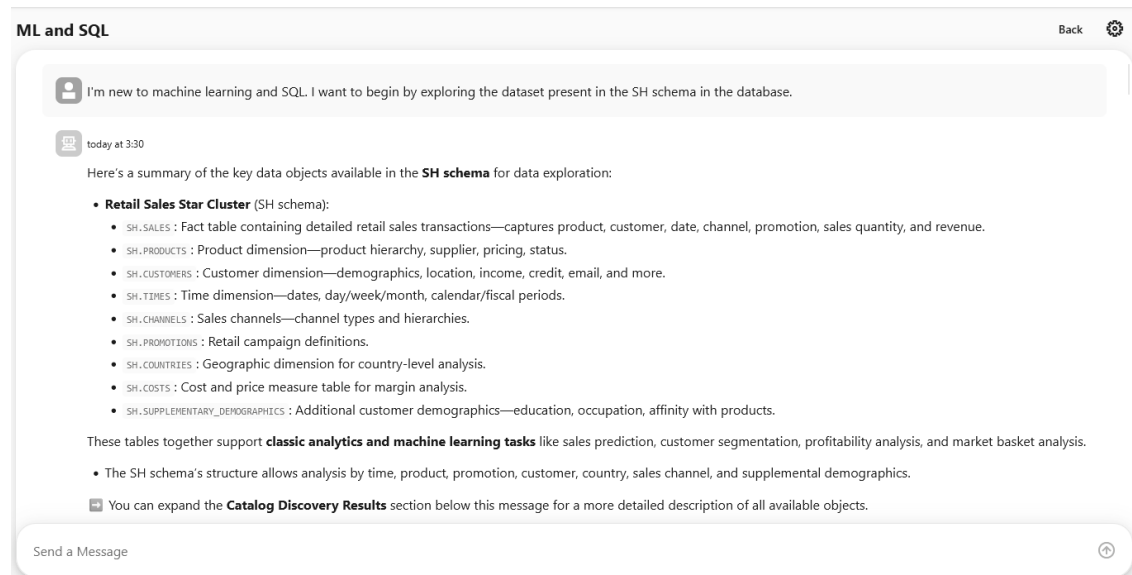 ML and SQL
Back
I'm new to machine learning and SQL. I want to begin by exploring the dataset present in the SH schema in the database.
today at 3:30
Here's a summary of the key data objects available in the SH schema for data exploration:
• Retail Sales Star Cluster (SH schema):
• SH.SALES : Fact table containing detailed retail sales transactions—captures product, customer, date, channel, promotion, sales quantity, and revenue.
• SH.PRODUCTS : Product dimension—product hierarchy, supplier, pricing, status.
• SH.CUSTOMERS : Customer dimension—demographics, location, income, credit, email, and more.
• SH.TIMES : Time dimension—dates, day/week/month, calendar/fiscal periods.
• SH.CHANNELS : Sales channels—channel types and hierarchies.
• SH.PROMOTIONS : Retail campaign definitions.
• SH.COUNTRIES : Geographic dimension for country-level analysis.
• SH.COSTS : Cost and price measure table for margin analysis.
• SH.SUPPLEMENTARY_DEMOGRAPHICS : Additional customer demographics—education, occupation, affinity with products.
These tables together support classic analytics and machine learning tasks like sales prediction, customer segmentation, profitability analysis, and market basket analysis.
• The SH schema's structure allows analysis by time, product, promotion, customer, country, sales channel, and supplemental demographics.
➡ You can expand the Catalog Discovery Results section below this message for a more detailed description of all available objects.
Send a Message